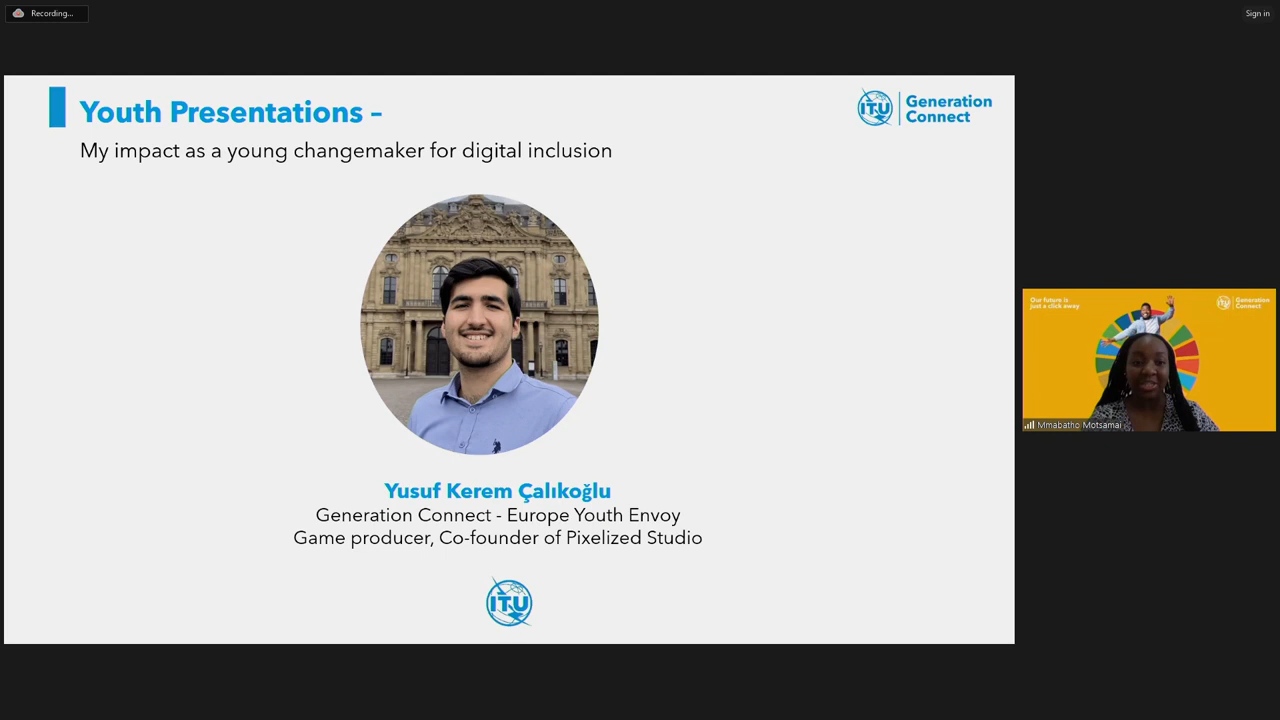 Recording...
Sign in
Youth Presentations –
My impact as a young changemaker for digital inclusion
ITU
Generation
Connect
Yusuf Kerem Çalıkoğlu
Generation Connect - Europe Youth Envoy
Game producer, Co-founder of Pixelized Studio
ITU
Our future is
just a click away
Generation
Connect
Mmabatho Motsamai